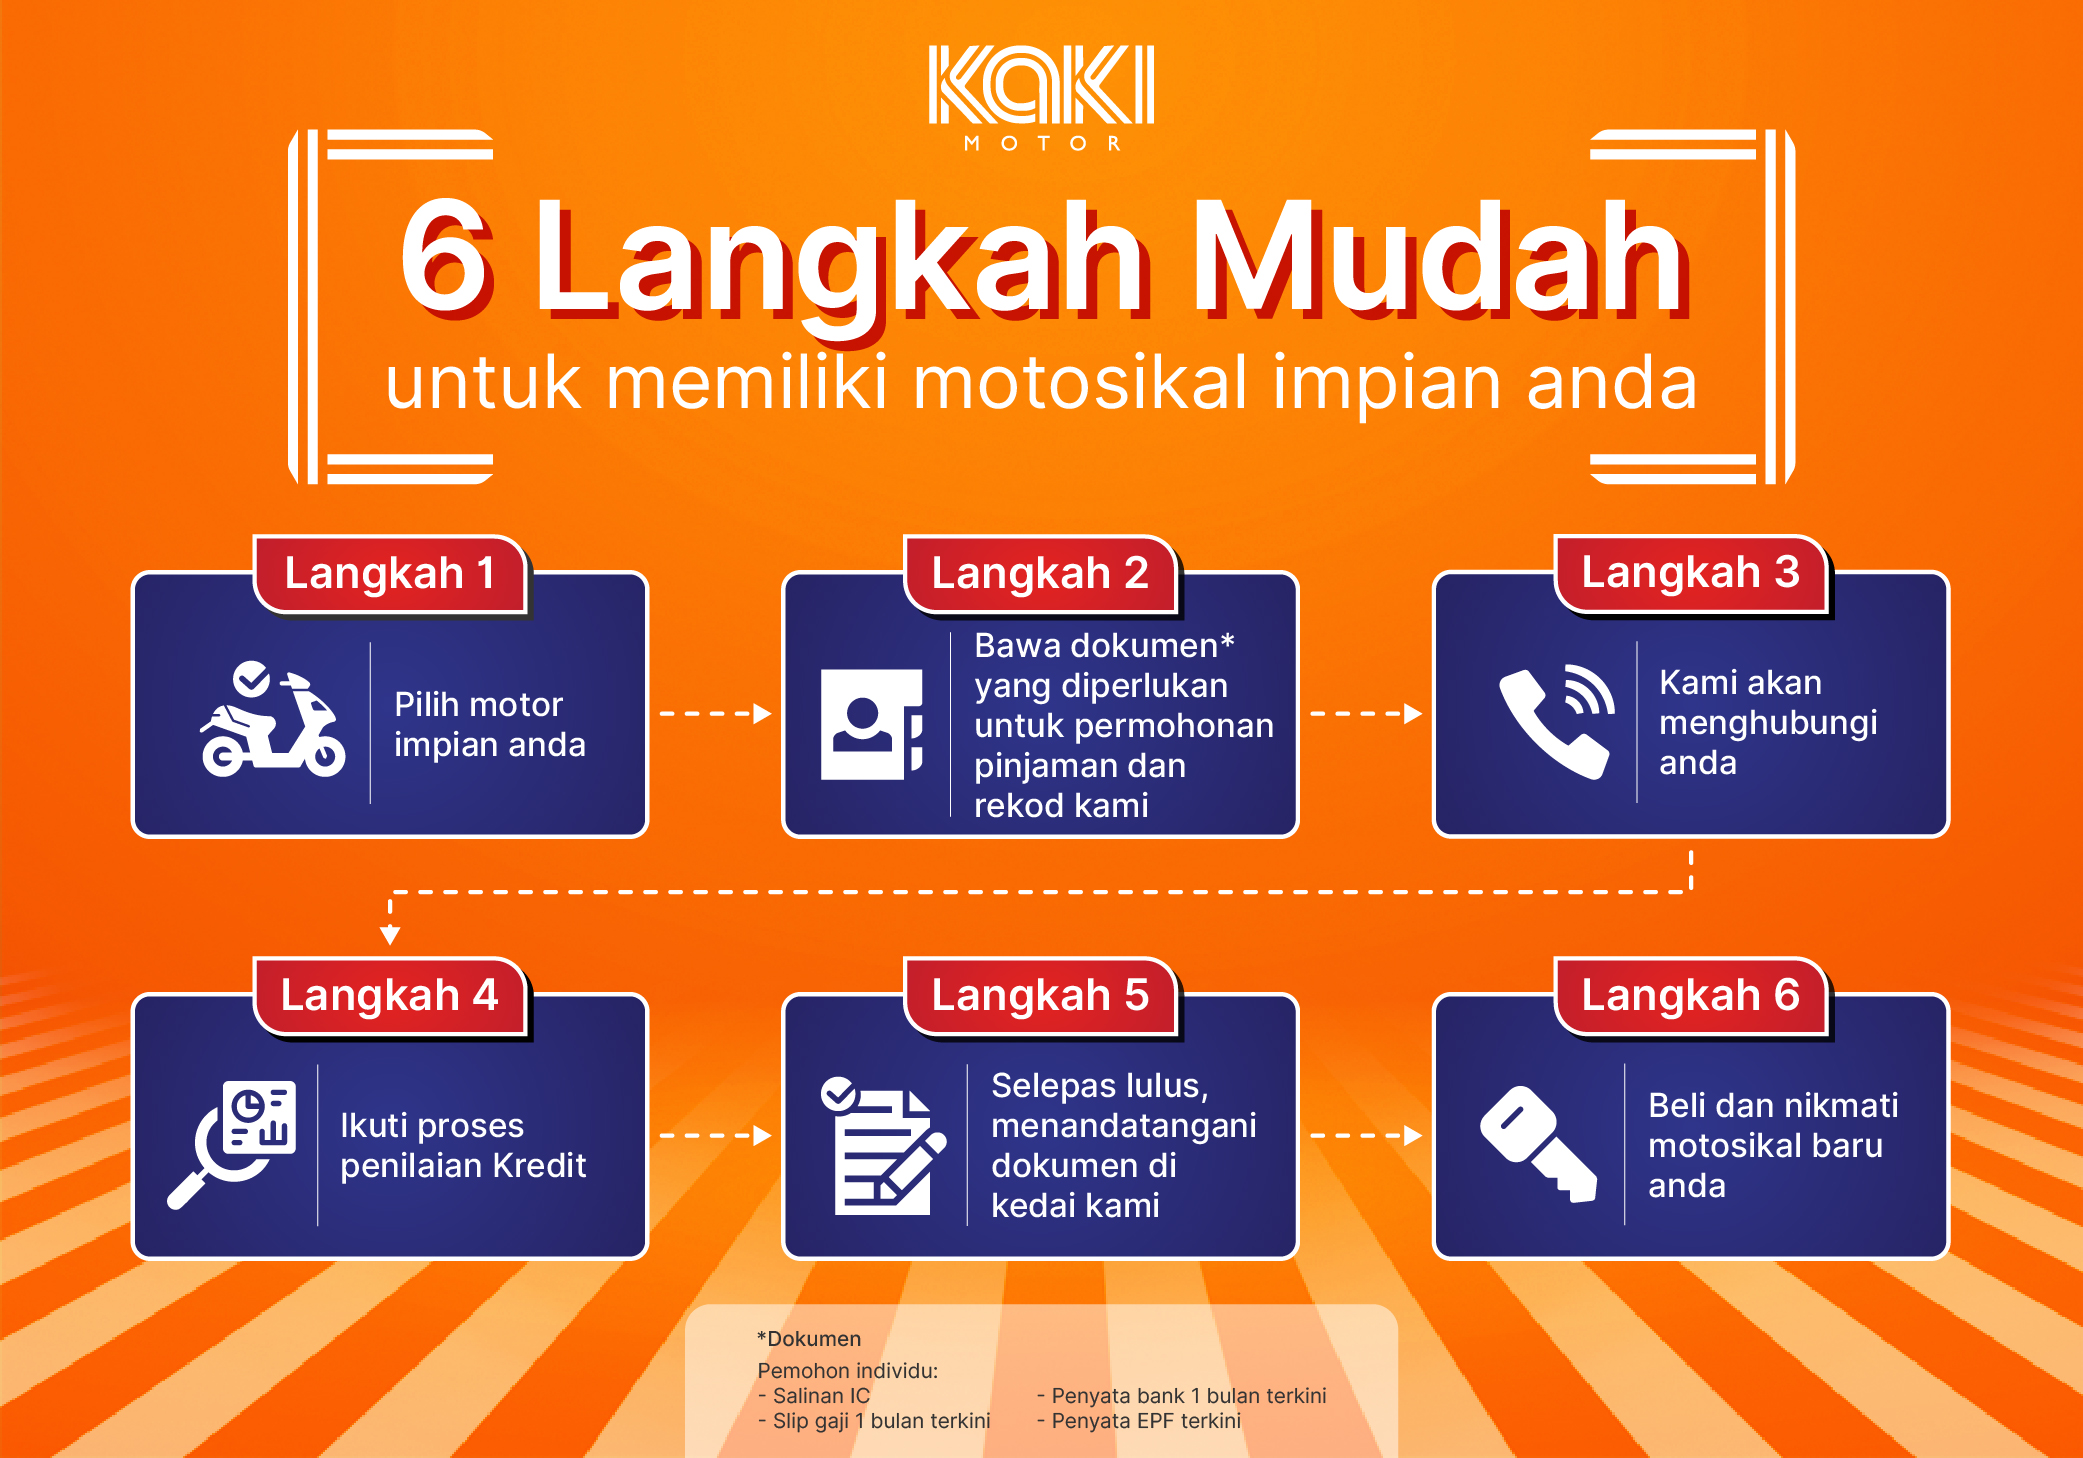 KAKI
MOTOR
6 Langkah Mudah
untuk memiliki motosikal impian anda
Langkah 1
Pilih motor
impian anda
Langkah 2
Bawa dokumen*
yang diperlukan
untuk permohonan
pinjaman dan
rekod kami
Langkah 3
Kami akan
menghubungi
anda
Langkah 4
Ikuti proses
penilaian Kredit
Langkah 5
Selepas lulus,
menandatangani
dokumen di
kedai kami
Langkah 6
Beli dan nikmati
motosikal baru
anda
*Dokumen
Pemohon individu:
- Salinan IC
- Slip gaji 1 bulan terkini
- Penyata bank 1 bulan terkini
- Penyata EPF terkini